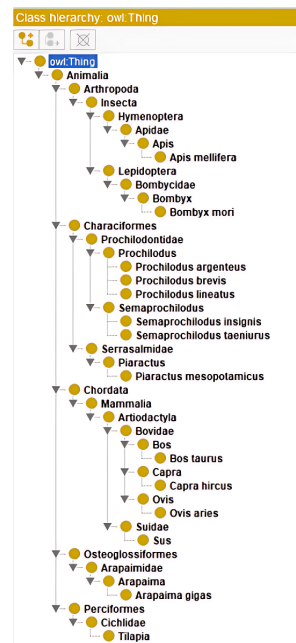 Class hierarchy: owl:Thing
owl:Thing
Animalia
Arthropoda
Insecta
Hymenoptera
Apidae
Apis
Apis mellifera
Lepidoptera
Bombycidae
Bombyx
Bombyx mori
Characiformes
Prochilodontidae
Prochilodus
Prochilodus argenteus
Prochilodus brevis
Prochilodus lineatus
Semaprochilodus
Semaprochilodus insignis
Semaprochilodus taeniurus
Serrasalmidae
Piaractus
Piaractus mesopotamicus
Chordata
Mammalia
Artiodactyla
Bovidae
Bos
Bos taurus
Capra
Capra hircus
Ovis
Ovis aries
Suidae
Sus
Osteoglossiformes
Arapaimidae
Arapaima
Arapaima gigas
Perciformes
Cichlidae
Tilapia